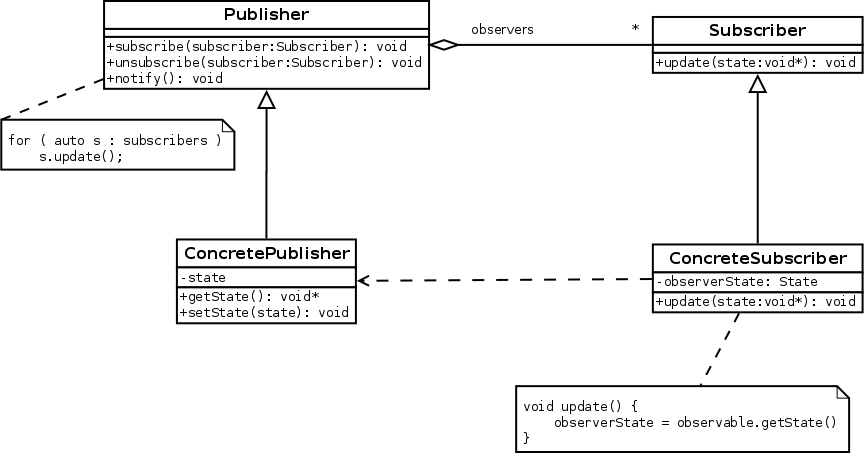 Publisher
+subscribe(subscriber:Subscriber): void
+unsubscribe(subscriber:Subscriber): void
+notify(): void
observers
*
Subscriber
+update(state:void*): void
for ( auto s : subscribers )
    s.update();
ConcretePublisher
-state
+getState(): void*
+setState(state): void
ConcreteSubscriber
-observerState: State
+update(state:void*): void
void update() {
    observerState = observable.getState()
}